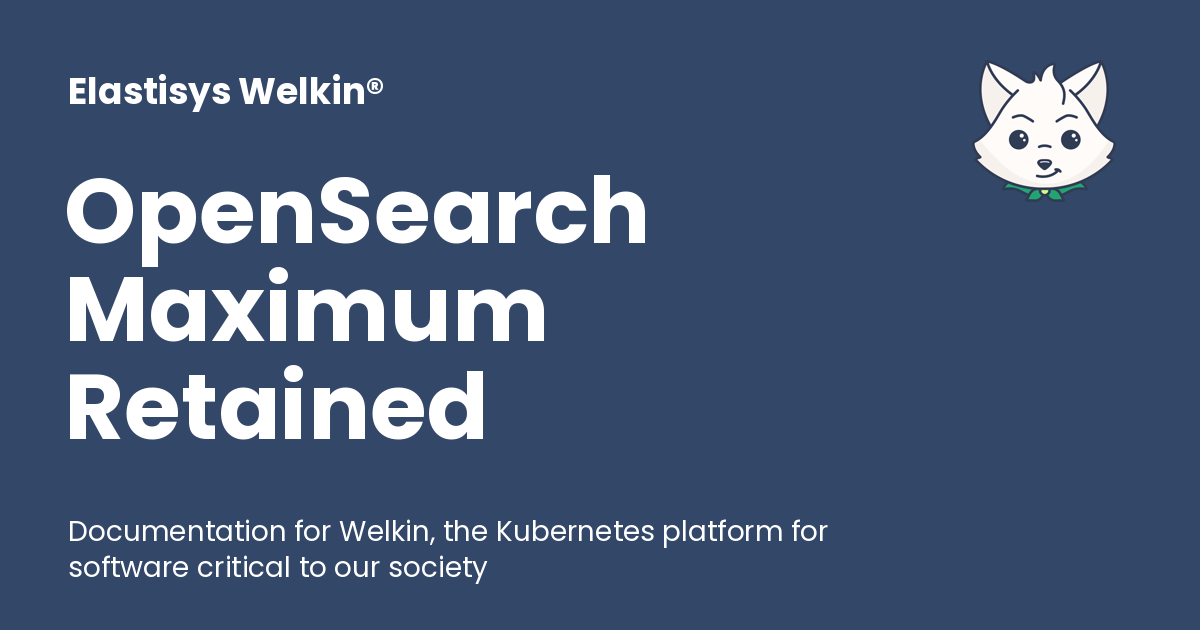 Elastisys Welkin®
OpenSearch
Maximum
Retained
Documentation for Welkin, the Kubernetes platform for
software critical to our society